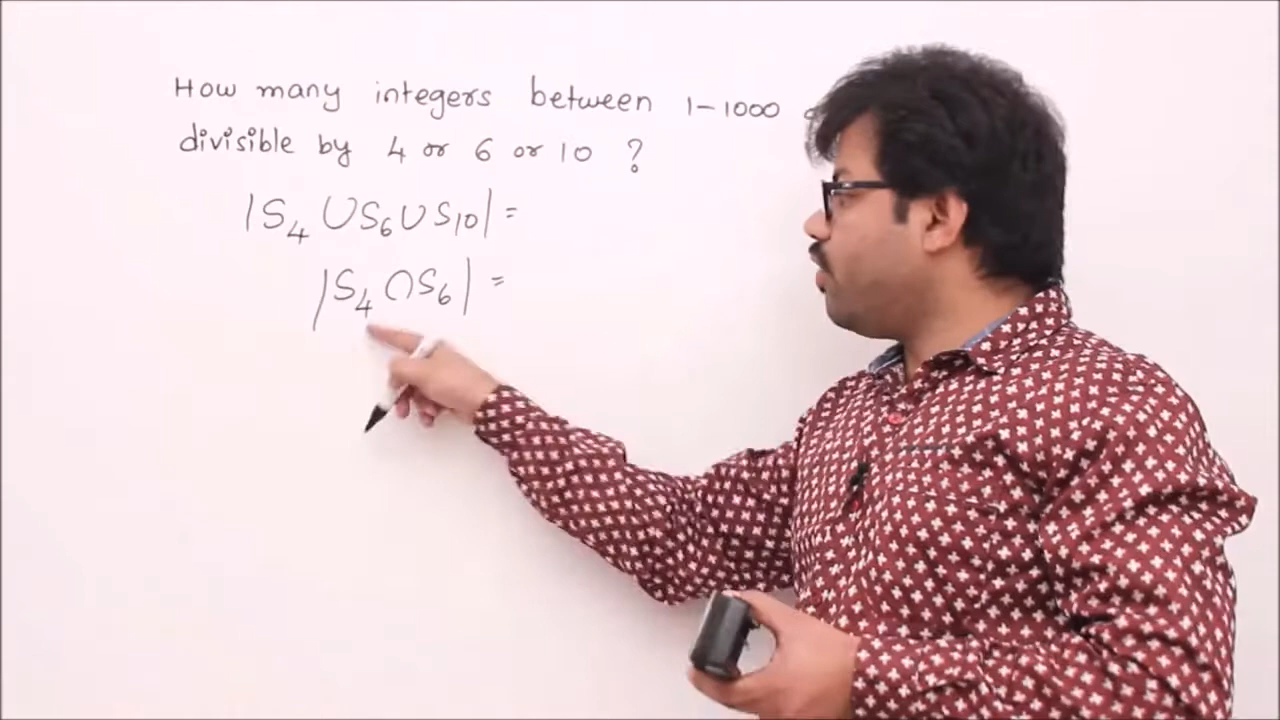 How many integers between 1-1000
divisible by 4 or 6 or 10 ?
|S₄ ∪ S₆ ∪ S₁₀| =
|S₄ ∩ S₆| =